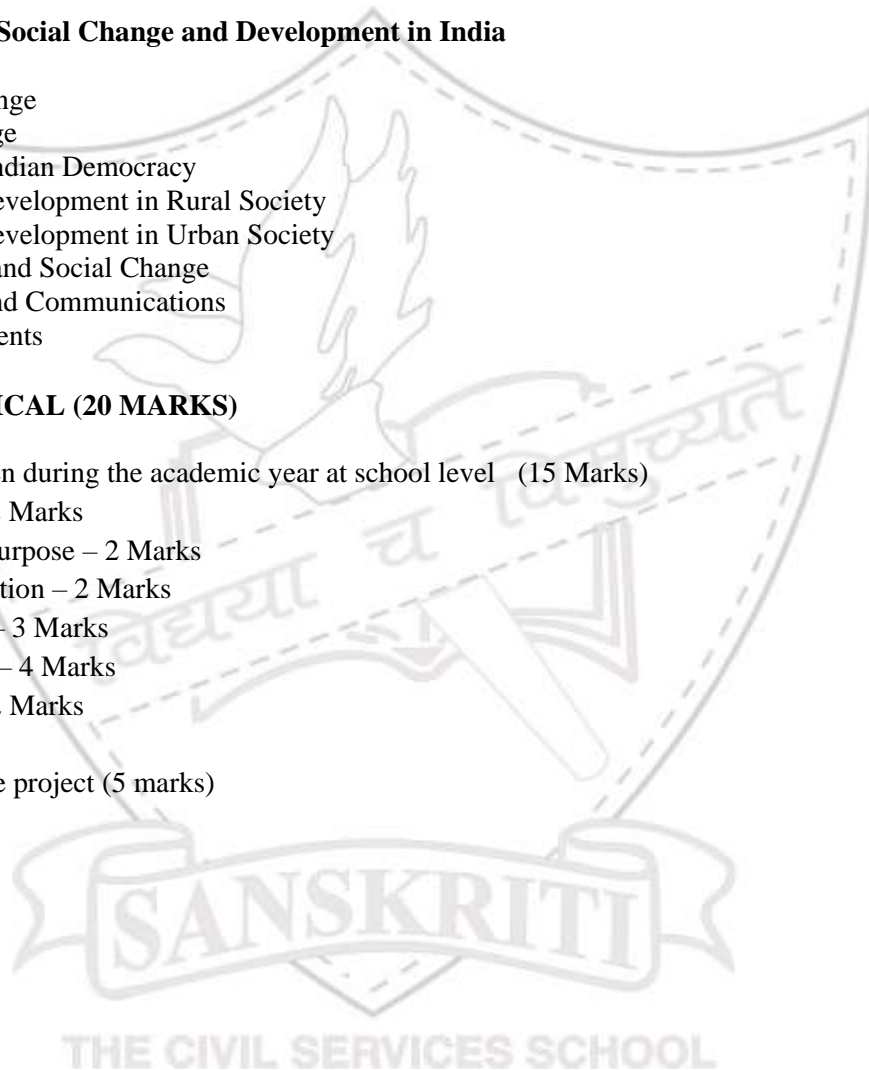 Social Change and Development in India
nge
ge
ndian Democracy
evelopment in Rural Society
evelopment in Urban Society
and Social Change
nd Communications
ents
ICAL (20 MARKS)
en during the academic year at school level (15 Marks)
Marks
urpose – 2 Marks
tion – 2 Marks
– 3 Marks
– 4 Marks
Marks
e project (5 marks)
विद्यया च विमुच्यते
SANSKRITI
THE CIVIL SERVICES SCHOOL